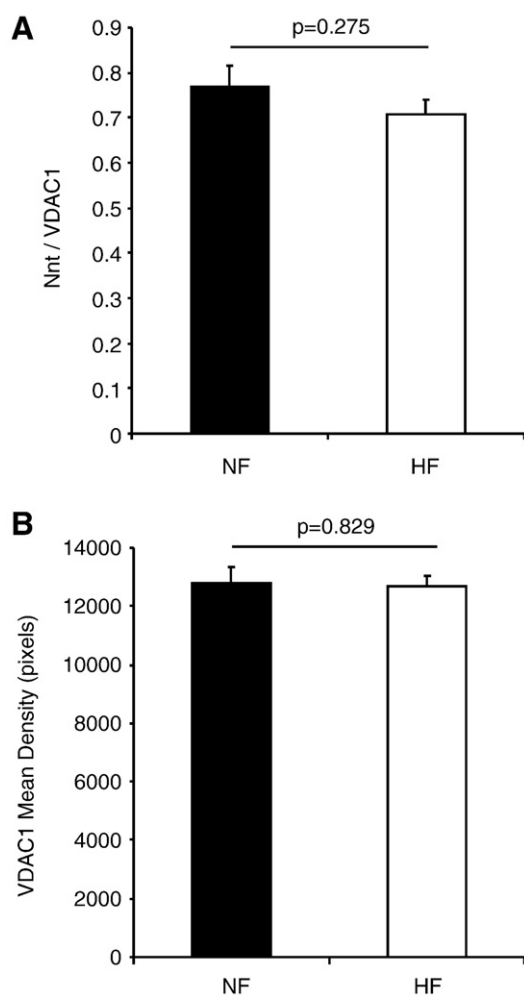 A
p=0.275
0.9
0.8
0.7
0.6
0.5
0.4
0.3
0.2
0.1
0
Nnt / VDAC1
NF HF
B
p=0.829
14000
12000
10000
8000
6000
4000
2000
0
VDAC1 Mean Density (pixels)
NF HF